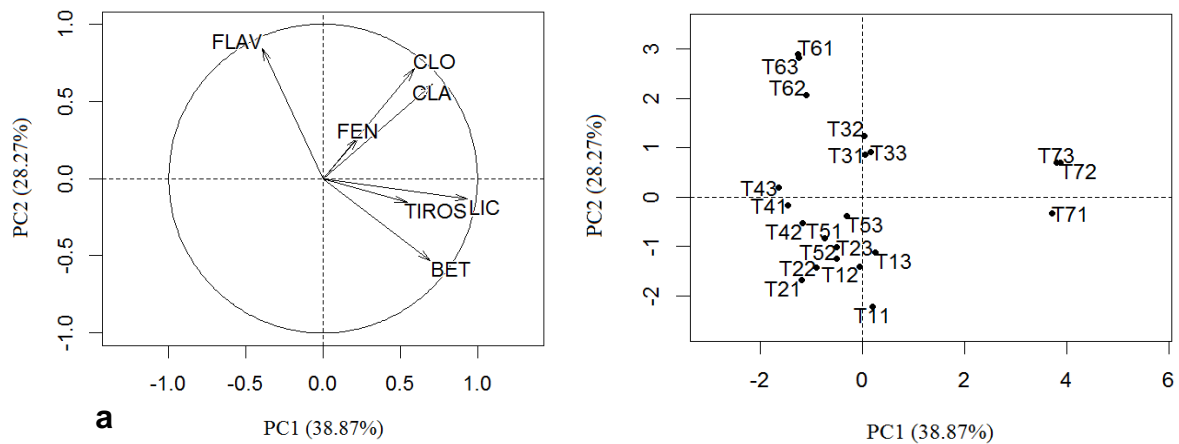 1.0
0.5
0.0
-0.5
-1.0
PC2 (28.27%)
FLAV
CLO
CLA
FEN
TIROS
LIC
BET
-1.0 -0.5 0.0 0.5 1.0
a
PC1 (38.87%)
3
2
1
0
-1
-2
PC2 (28.27%)
T61
T63
T62
T32
T31 T33
T73
T72
T43
T41
T71
T42 T51 T53
T52 T23
T22 T12 T13
T21
T11
-2 0 2 4 6
PC1 (38.87%)